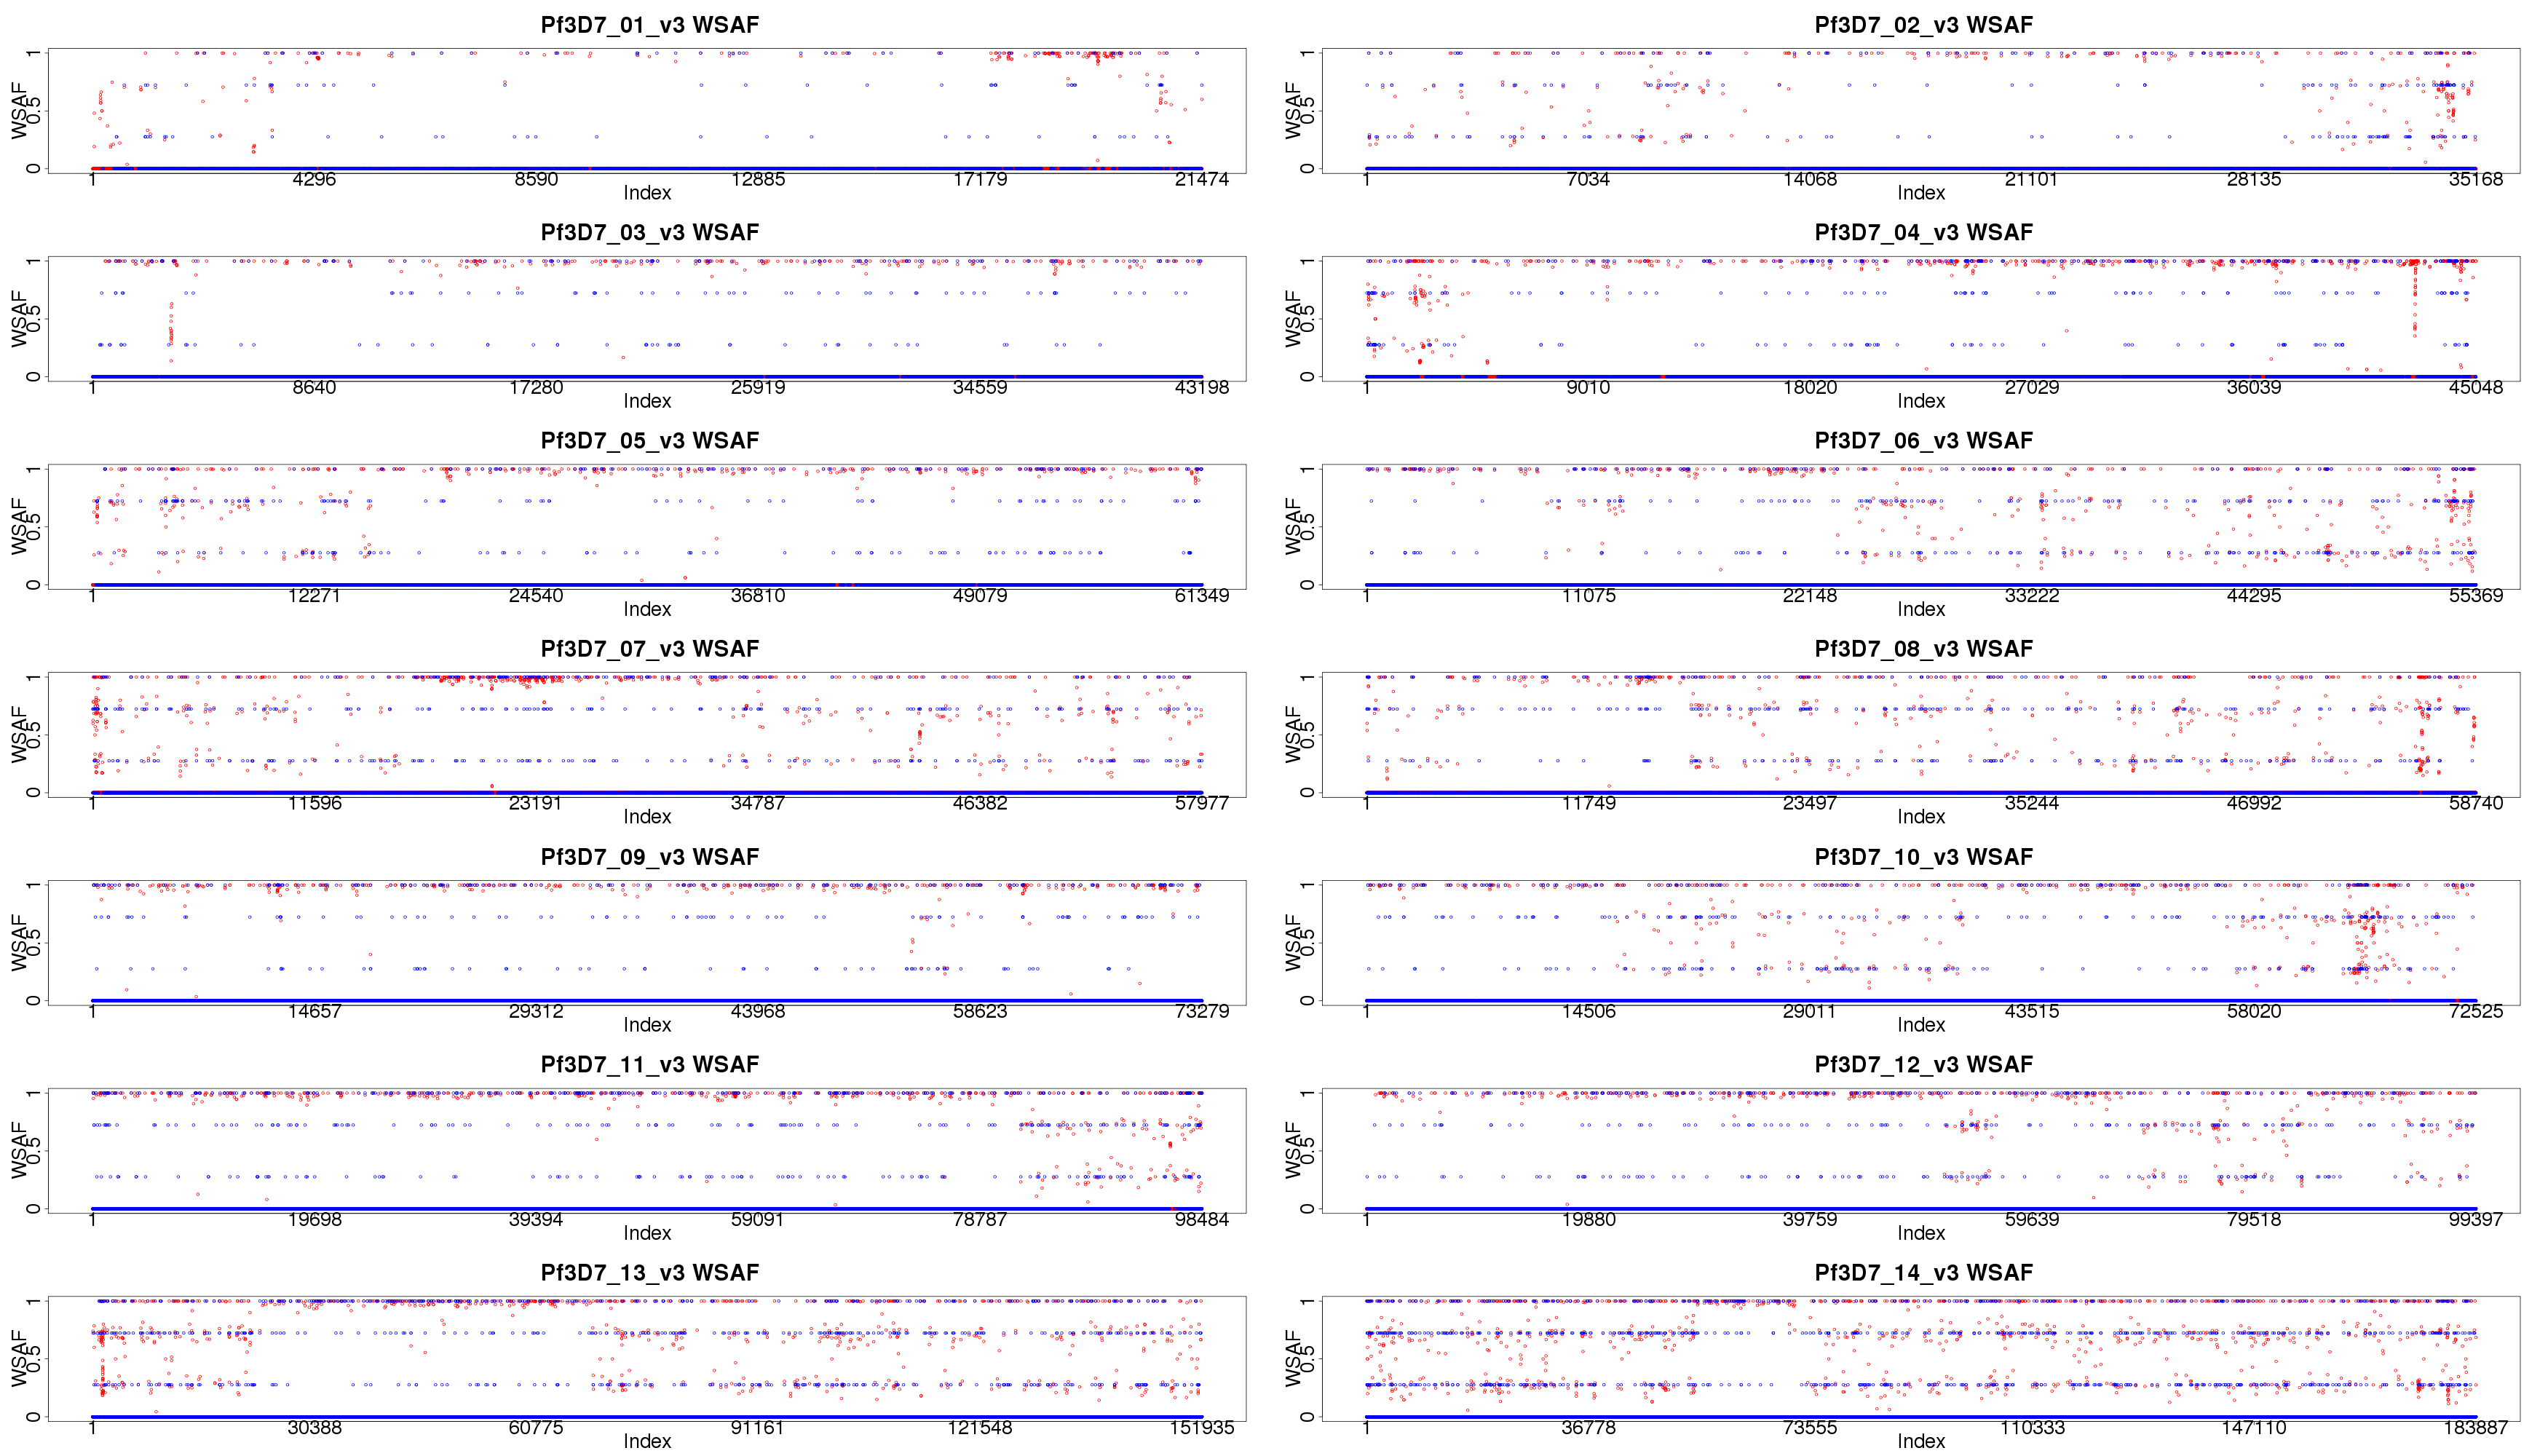 Pf3D7_01_v3 WSAF
WSAF
0 0.5 1
1 4296 8590 12885 17179 21474
Index
Pf3D7_02_v3 WSAF
WSAF
0 0.5 1
1 7034 14068 21101 28135 35168
Index
Pf3D7_03_v3 WSAF
WSAF
0 0.5 1
1 8640 17280 25919 34559 43198
Index
Pf3D7_04_v3 WSAF
WSAF
0 0.5 1
1 9010 18020 27029 36039 45048
Index
Pf3D7_05_v3 WSAF
WSAF
0 0.5 1
1 12271 24540 36810 49079 61349
Index
Pf3D7_06_v3 WSAF
WSAF
0 0.5 1
1 11075 22148 33222 44295 55369
Index
Pf3D7_07_v3 WSAF
WSAF
0 0.5 1
1 11596 23191 34787 46382 57977
Index
Pf3D7_08_v3 WSAF
WSAF
0 0.5 1
1 11749 23497 35244 46992 58740
Index
Pf3D7_09_v3 WSAF
WSAF
0 0.5 1
1 14657 29312 43968 58623 73279
Index
Pf3D7_10_v3 WSAF
WSAF
0 0.5 1
1 14506 29011 43515 58020 72525
Index
Pf3D7_11_v3 WSAF
WSAF
0 0.5 1
1 19698 39394 59091 78787 98484
Index
Pf3D7_12_v3 WSAF
WSAF
0 0.5 1
1 19880 39759 59639 79518 99397
Index
Pf3D7_13_v3 WSAF
WSAF
0 0.5 1
1 30388 60775 91161 121548 151935
Index
Pf3D7_14_v3 WSAF
WSAF
0 0.5 1
1 36778 73555 110333 147110 183887
Index